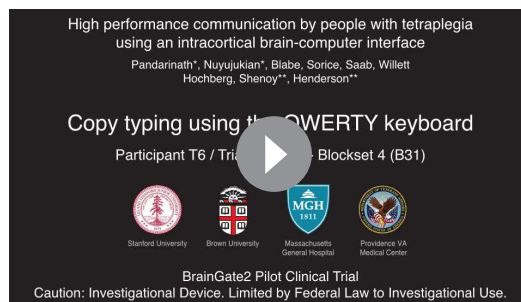 High performance communication by people with tetraplegia
using an intracortical brain-computer interface
Pandarinath*, Nuyujukian*, Blabe, Sorice, Saab, Willett
Hochberg, Shenoy**, Henderson**
Copy typing using the QWERTY keyboard
Participant T6 / - Blockset 4 (B31)
MGH
1811
Stanford University
Brown University
Massachusetts
General Hospital
Providence VA
Medical Center
BrainGate2 Pilot Clinical Trial
Caution: Investigational Device. Limited by Federal Law to Investigational Use.